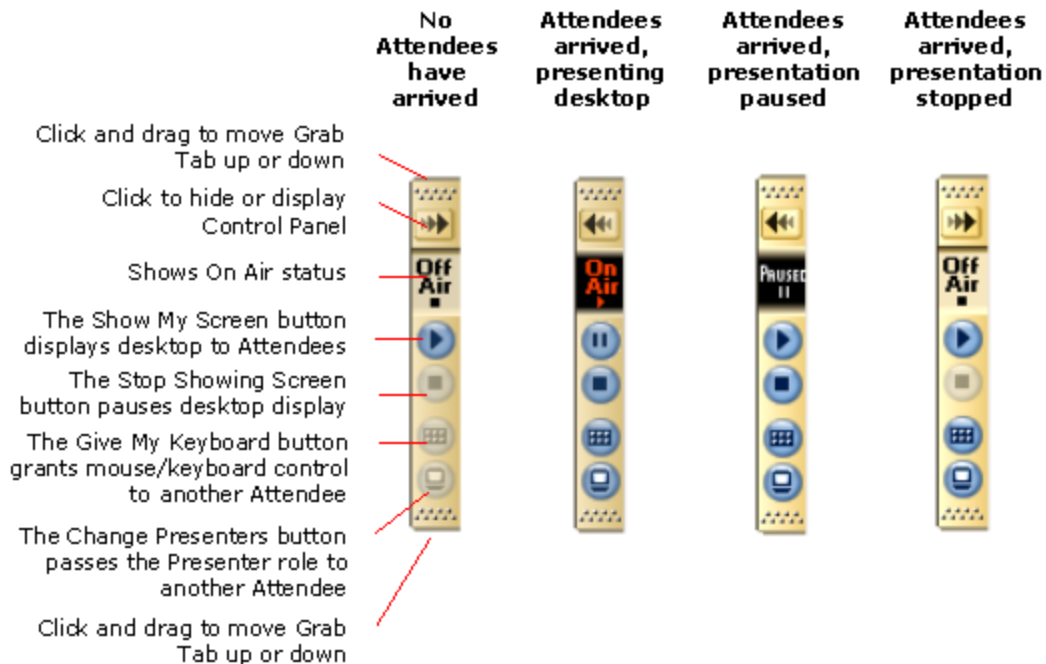 No
Attendees
have
arrived
Attendees
arrived,
presenting
desktop
Attendees
arrived,
presentation
paused
Attendees
arrived,
presentation
stopped
Click and drag to move Grab
Tab up or down
Click to hide or display
Control Panel
Shows On Air status
The Show My Screen button
displays desktop to Attendees
The Stop Showing Screen
button pauses desktop display
The Give My Keyboard button
grants mouse/keyboard control
to another Attendee
The Change Presenters button
passes the Presenter role to
another Attendee
Click and drag to move Grab
Tab up or down
Off
Air
On
Air
PAUSED
Off
Air